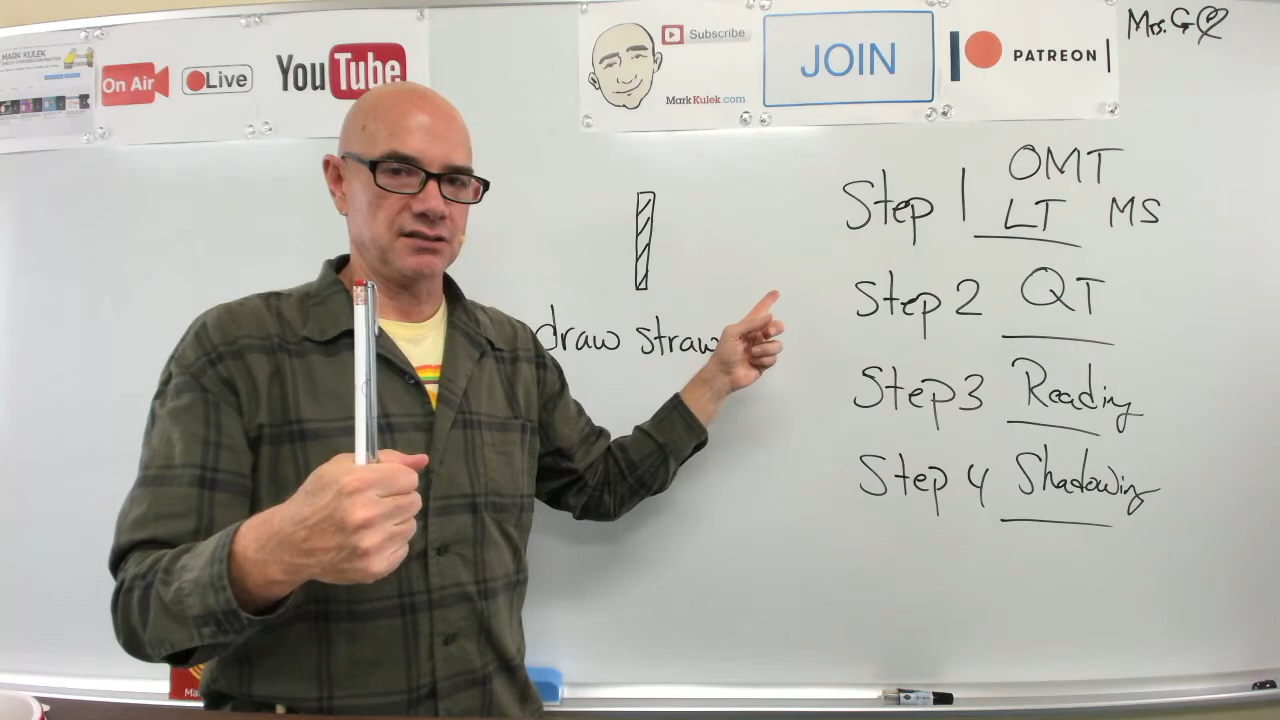 MARK KULEK
On Air
Live
YouTube
Subscribe
MarkKulek.com
JOIN
PATREON
Mrs. G
draw straw
Step 1 OMT
LT MS
Step 2 QT
Step 3 Reading
Step 4 Shadowing
Ma